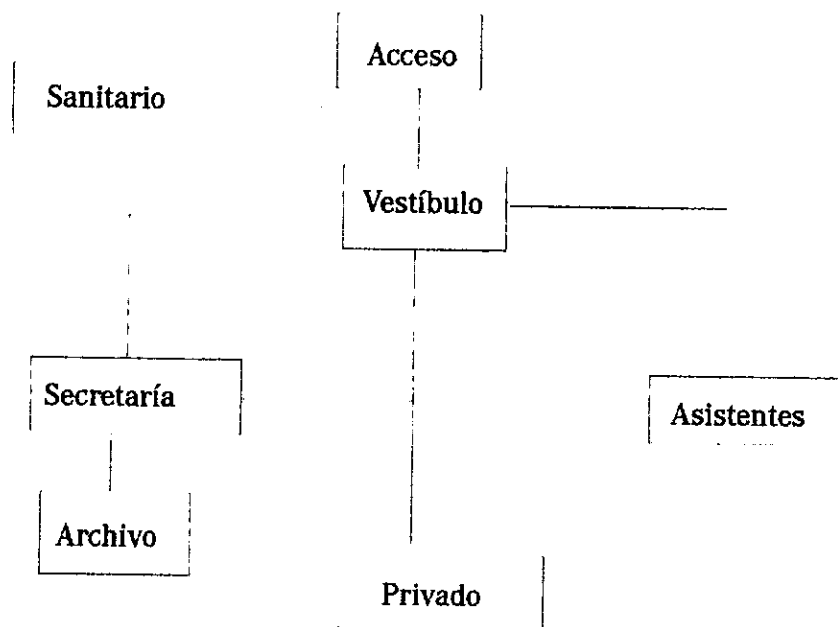 Acceso
Sanitario
Vestíbulo
Secretaría
Asistentes
Archivo
Privado